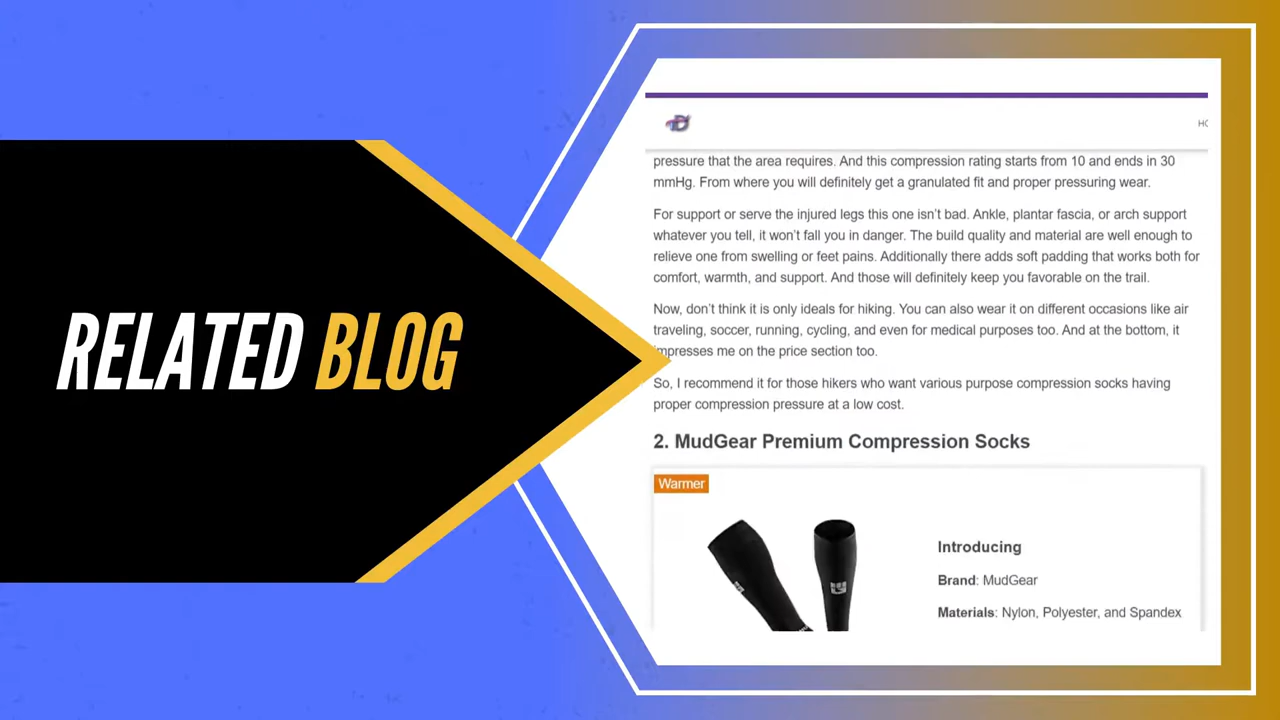 RELATED BLOG
HO
pressure that the area requires. And this compression rating starts from 10 and ends in 30
mmHg. From where you will definitely get a granulated fit and proper pressuring wear.
For support or serve the injured legs this one isn't bad. Ankle, plantar fascia, or arch support
whatever you tell, it won't fall you in danger. The build quality and material are well enough to
relieve one from swelling or feet pains. Additionally there adds soft padding that works both for
comfort, warmth, and support. And those will definitely keep you favorable on the trail.
Now, don't think it is only ideals for hiking. You can also wear it on different occasions like air
traveling, soccer, running, cycling, and even for medical purposes too. And at the bottom, it
impresses me on the price section too.
So, I recommend it for those hikers who want various purpose compression socks having
proper compression pressure at a low cost.
2. MudGear Premium Compression Socks
Warmer
Introducing
Brand: MudGear
Materials: Nylon, Polyester, and Spandex